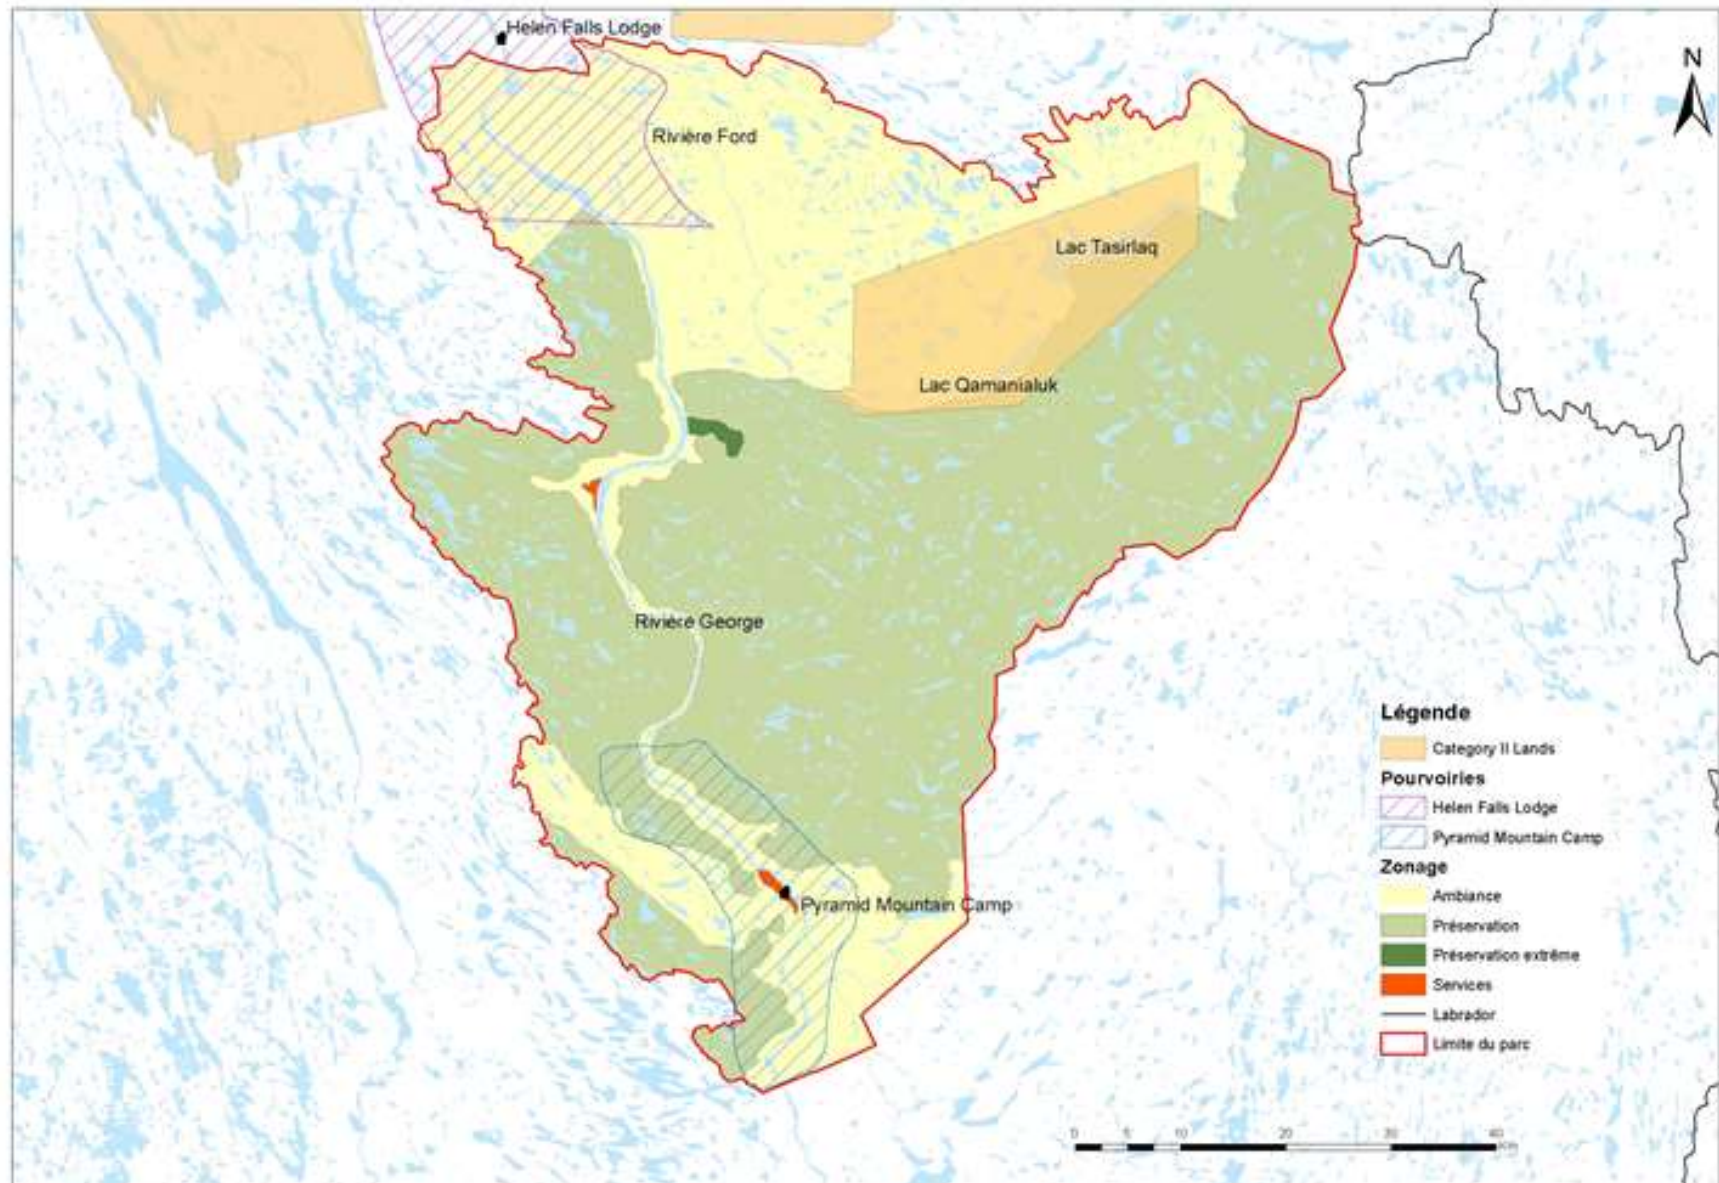 Helen Falls Lodge
N
Rivière Ford
Lac Tasirlaq
Lac Qamanialuk
Rivière George
Pyramid Mountain Camp
Légende
Category II Lands
Pourvoiries
Helen Falls Lodge
Pyramid Mountain Camp
Zonage
Ambiance
Préservation
Préservation extrême
Services
Labrador
Limite du parc
0 5 10 20 30 40